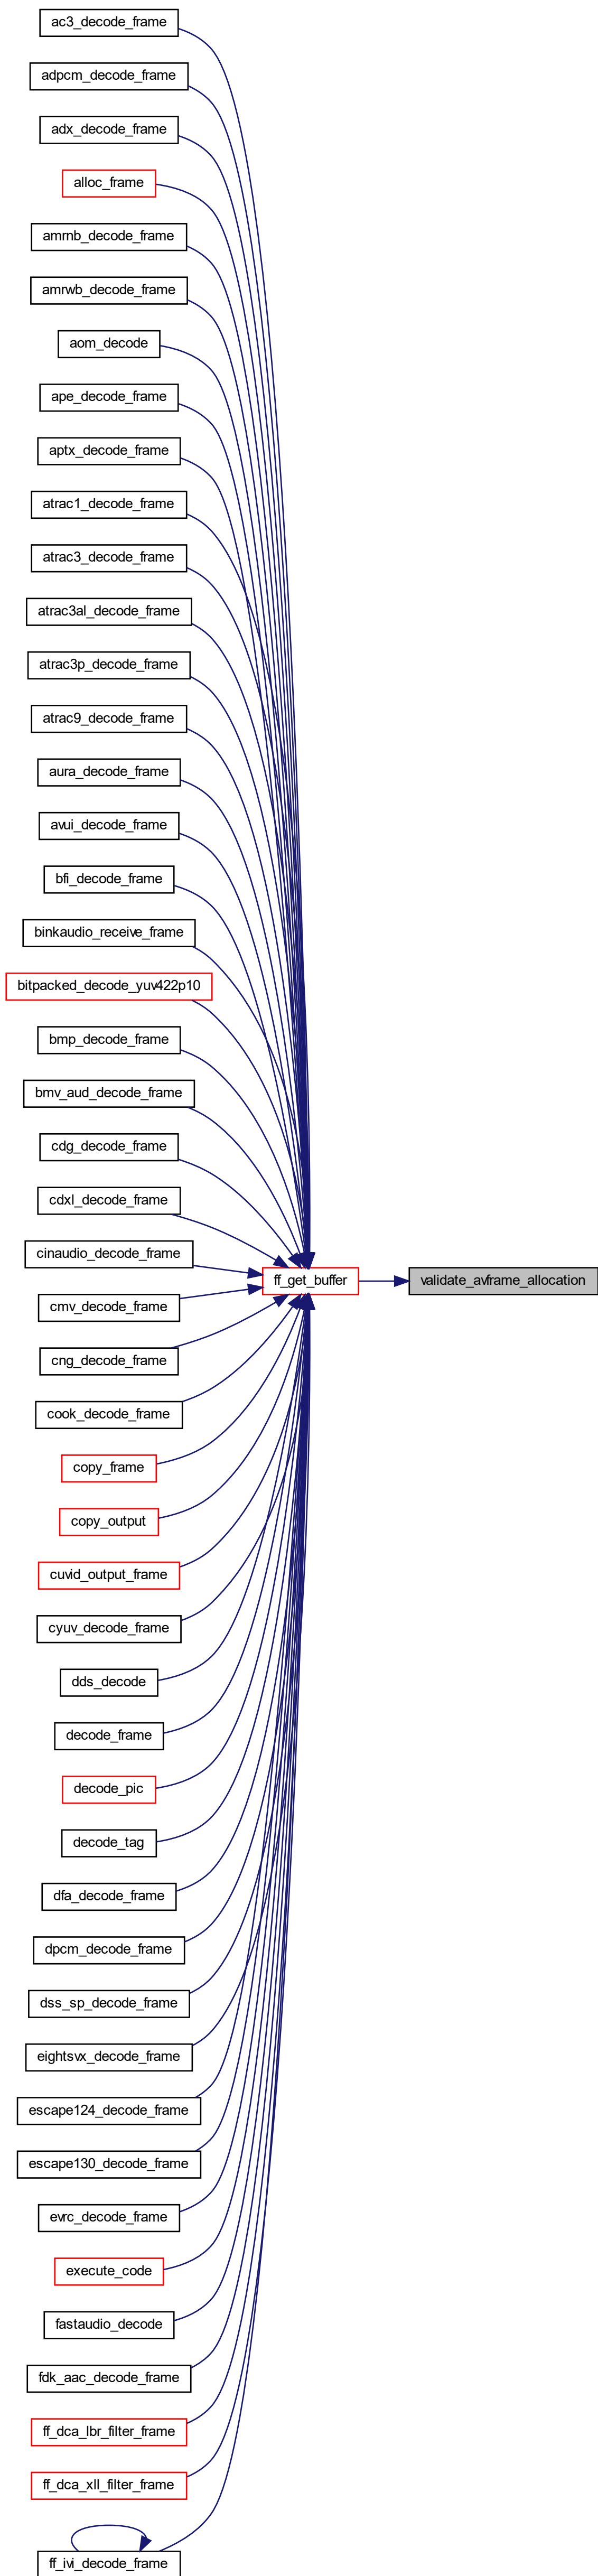 ac3_decode_frame
adpcm_decode_frame
adx_decode_frame
alloc_frame
amrnb_decode_frame
amrwb_decode_frame
aom_decode
ape_decode_frame
aptx_decode_frame
atrac1_decode_frame
atrac3_decode_frame
atrac3al_decode_frame
atrac3p_decode_frame
atrac9_decode_frame
aura_decode_frame
avui_decode_frame
bfi_decode_frame
binkaudio_receive_frame
bitpacked_decode_yuv422p10
bmp_decode_frame
bmv_aud_decode_frame
cdg_decode_frame
cdxl_decode_frame
cinaudio_decode_frame
ff_get_buffer
validate_avframe_allocation
cmv_decode_frame
cng_decode_frame
cook_decode_frame
copy_frame
copy_output
cuvid_output_frame
cyuv_decode_frame
dds_decode
decode_frame
decode_pic
decode_tag
dfa_decode_frame
dpcm_decode_frame
dss_sp_decode_frame
eightsvx_decode_frame
escape124_decode_frame
escape130_decode_frame
evrc_decode_frame
execute_code
fastaudio_decode
fdk_aac_decode_frame
ff_dca_lbr_filter_frame
ff_dca_xll_filter_frame
ff_ivi_decode_frame